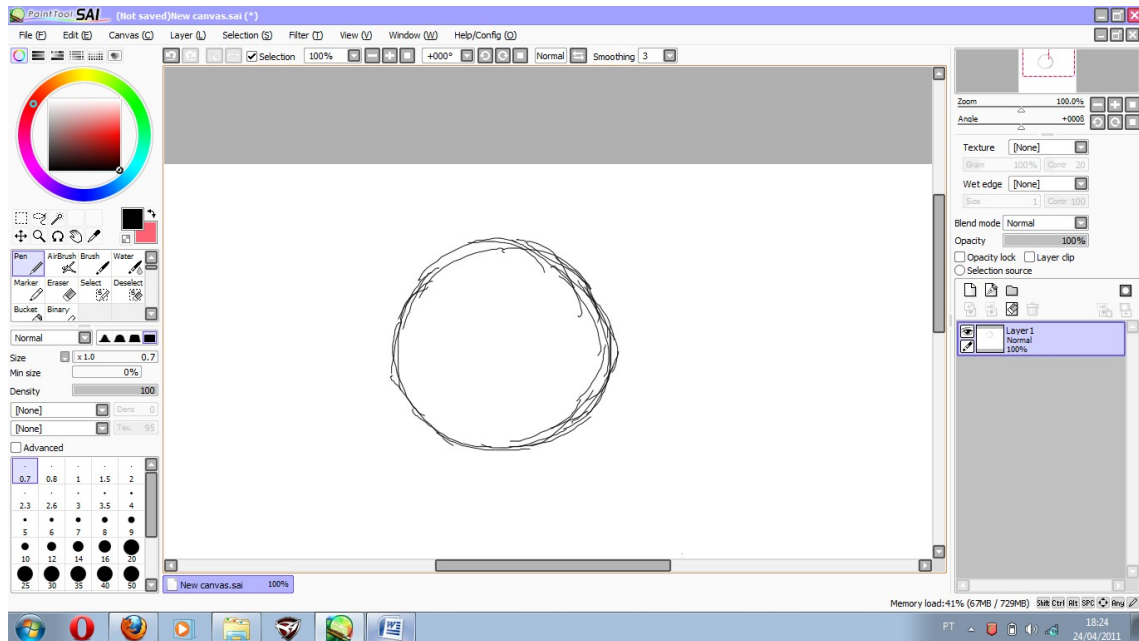 PaintTool SAI (Not saved)New canvas.sai (*)
File (F) Edit (E) Canvas (C) Layer (L) Selection (S) Filter (T) View (V) Window (W) Help/Config (O)
Selection 100% +000° Normal Smoothing 3
Zoom 100.0%
Angle +000
Texture [None]
Grain 100% Contr 20
Wet edge [None]
Size 1 Contr 100
Blend mode Normal
Opacity 100%
Opacity lock Layer clip
Selection source
Layer1
Normal
100%
Pen AirBrush Brush Water
Marker Eraser Select Deselect
Bucket Binary
Normal
Size x 1.0 0.7
Min size 0%
Density 100
[None] Dens 0
[None] Tex. 95
Advanced
0.7 0.8 1 1.5 2
2.3 2.6 3 3.5 4
5 6 7 8 9
10 12 14 16 20
25 30 35 40 50
New canvas.sai 100%
Memory load:41% (67MB / 729MB) Shift Ctrl Alt SPC Any
PT 18:24
24/04/2011